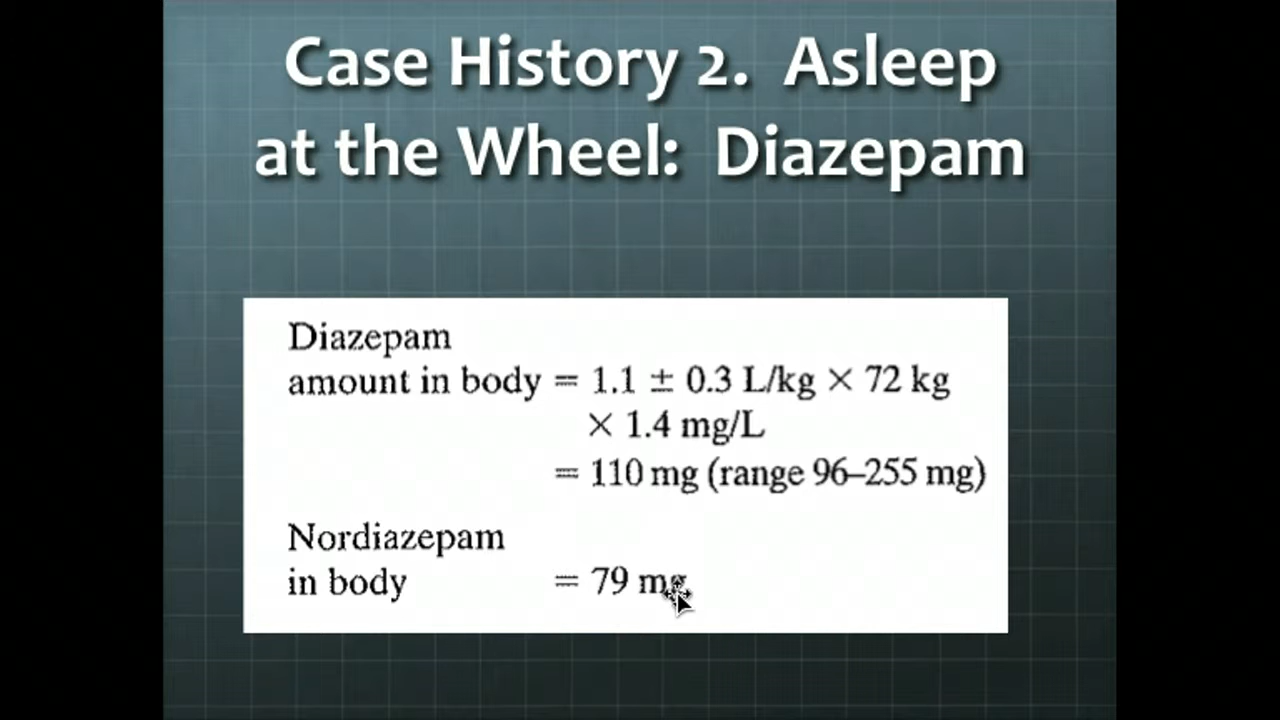 Case History 2. Asleep
at the Wheel: Diazepam
Diazepam
amount in body = 1.1 ± 0.3 L/kg × 72 kg
× 1.4 mg/L
= 110 mg (range 96–255 mg)
Nordiazepam
in body = 79 mg